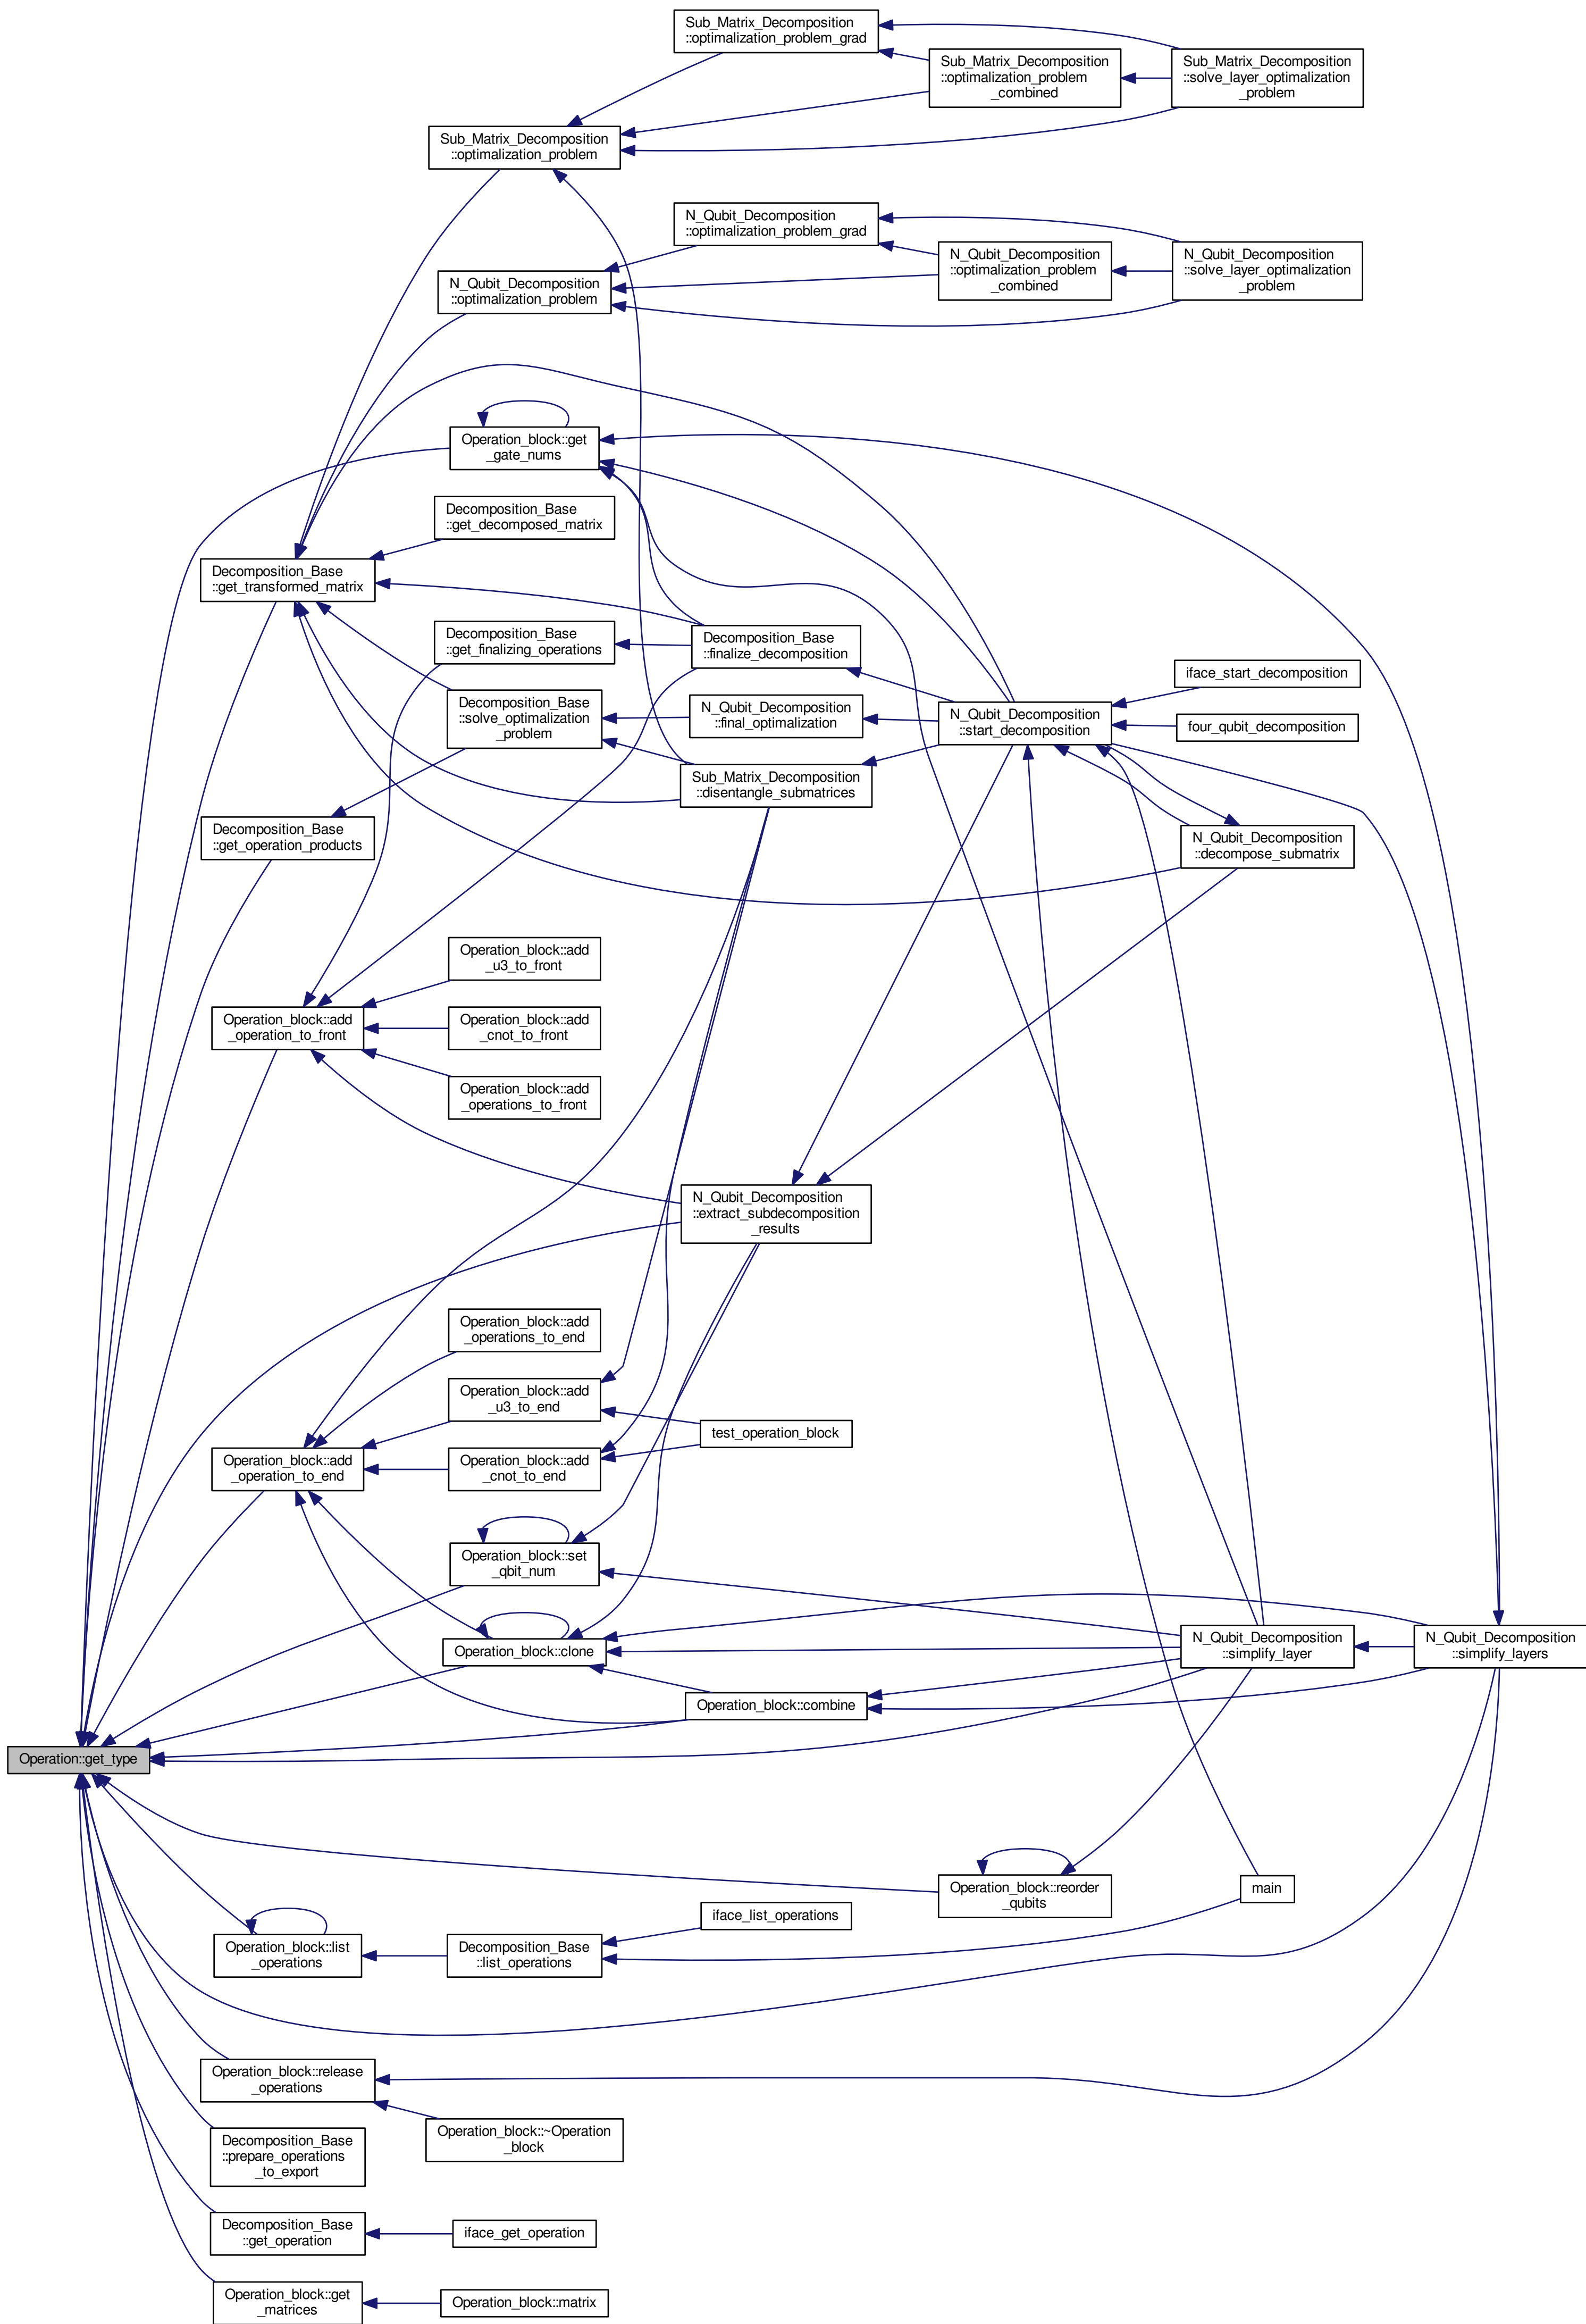 Sub_Matrix_Decomposition
::optimalization_problem_grad
Sub_Matrix_Decomposition
::optimalization_problem
_combined
Sub_Matrix_Decomposition
::solve_layer_optimalization
_problem
Sub_Matrix_Decomposition
::optimalization_problem
N_Qubit_Decomposition
::optimalization_problem_grad
N_Qubit_Decomposition
::optimalization_problem
_combined
N_Qubit_Decomposition
::solve_layer_optimalization
_problem
N_Qubit_Decomposition
::optimalization_problem
Operation_block::get
_gate_nums
Decomposition_Base
::get_decomposed_matrix
Decomposition_Base
::get_transformed_matrix
Decomposition_Base
::get_finalizing_operations
Decomposition_Base
::finalize_decomposition
iface_start_decomposition
Decomposition_Base
::solve_optimalization
_problem
N_Qubit_Decomposition
::final_optimalization
N_Qubit_Decomposition
::start_decomposition
four_qubit_decomposition
Sub_Matrix_Decomposition
::disentangle_submatrices
Decomposition_Base
::get_operation_products
N_Qubit_Decomposition
::decompose_submatrix
Operation_block::add
_u3_to_front
Operation_block::add
_operation_to_front
Operation_block::add
_cnot_to_front
Operation_block::add
_operations_to_front
N_Qubit_Decomposition
::extract_subdecomposition
_results
Operation_block::add
_operations_to_end
Operation_block::add
_u3_to_end
test_operation_block
Operation_block::add
_operation_to_end
Operation_block::add
_cnot_to_end
Operation_block::set
_qbit_num
Operation_block::clone
N_Qubit_Decomposition
::simplify_layer
N_Qubit_Decomposition
::simplify_layers
Operation_block::combine
Operation::get_type
Operation_block::reorder
_qubits
main
iface_list_operations
Operation_block::list
_operations
Decomposition_Base
::list_operations
Operation_block::release
_operations
Operation_block::~Operation
_block
Decomposition_Base
::prepare_operations
_to_export
Decomposition_Base
::get_operation
iface_get_operation
Operation_block::get
_matrices
Operation_block::matrix